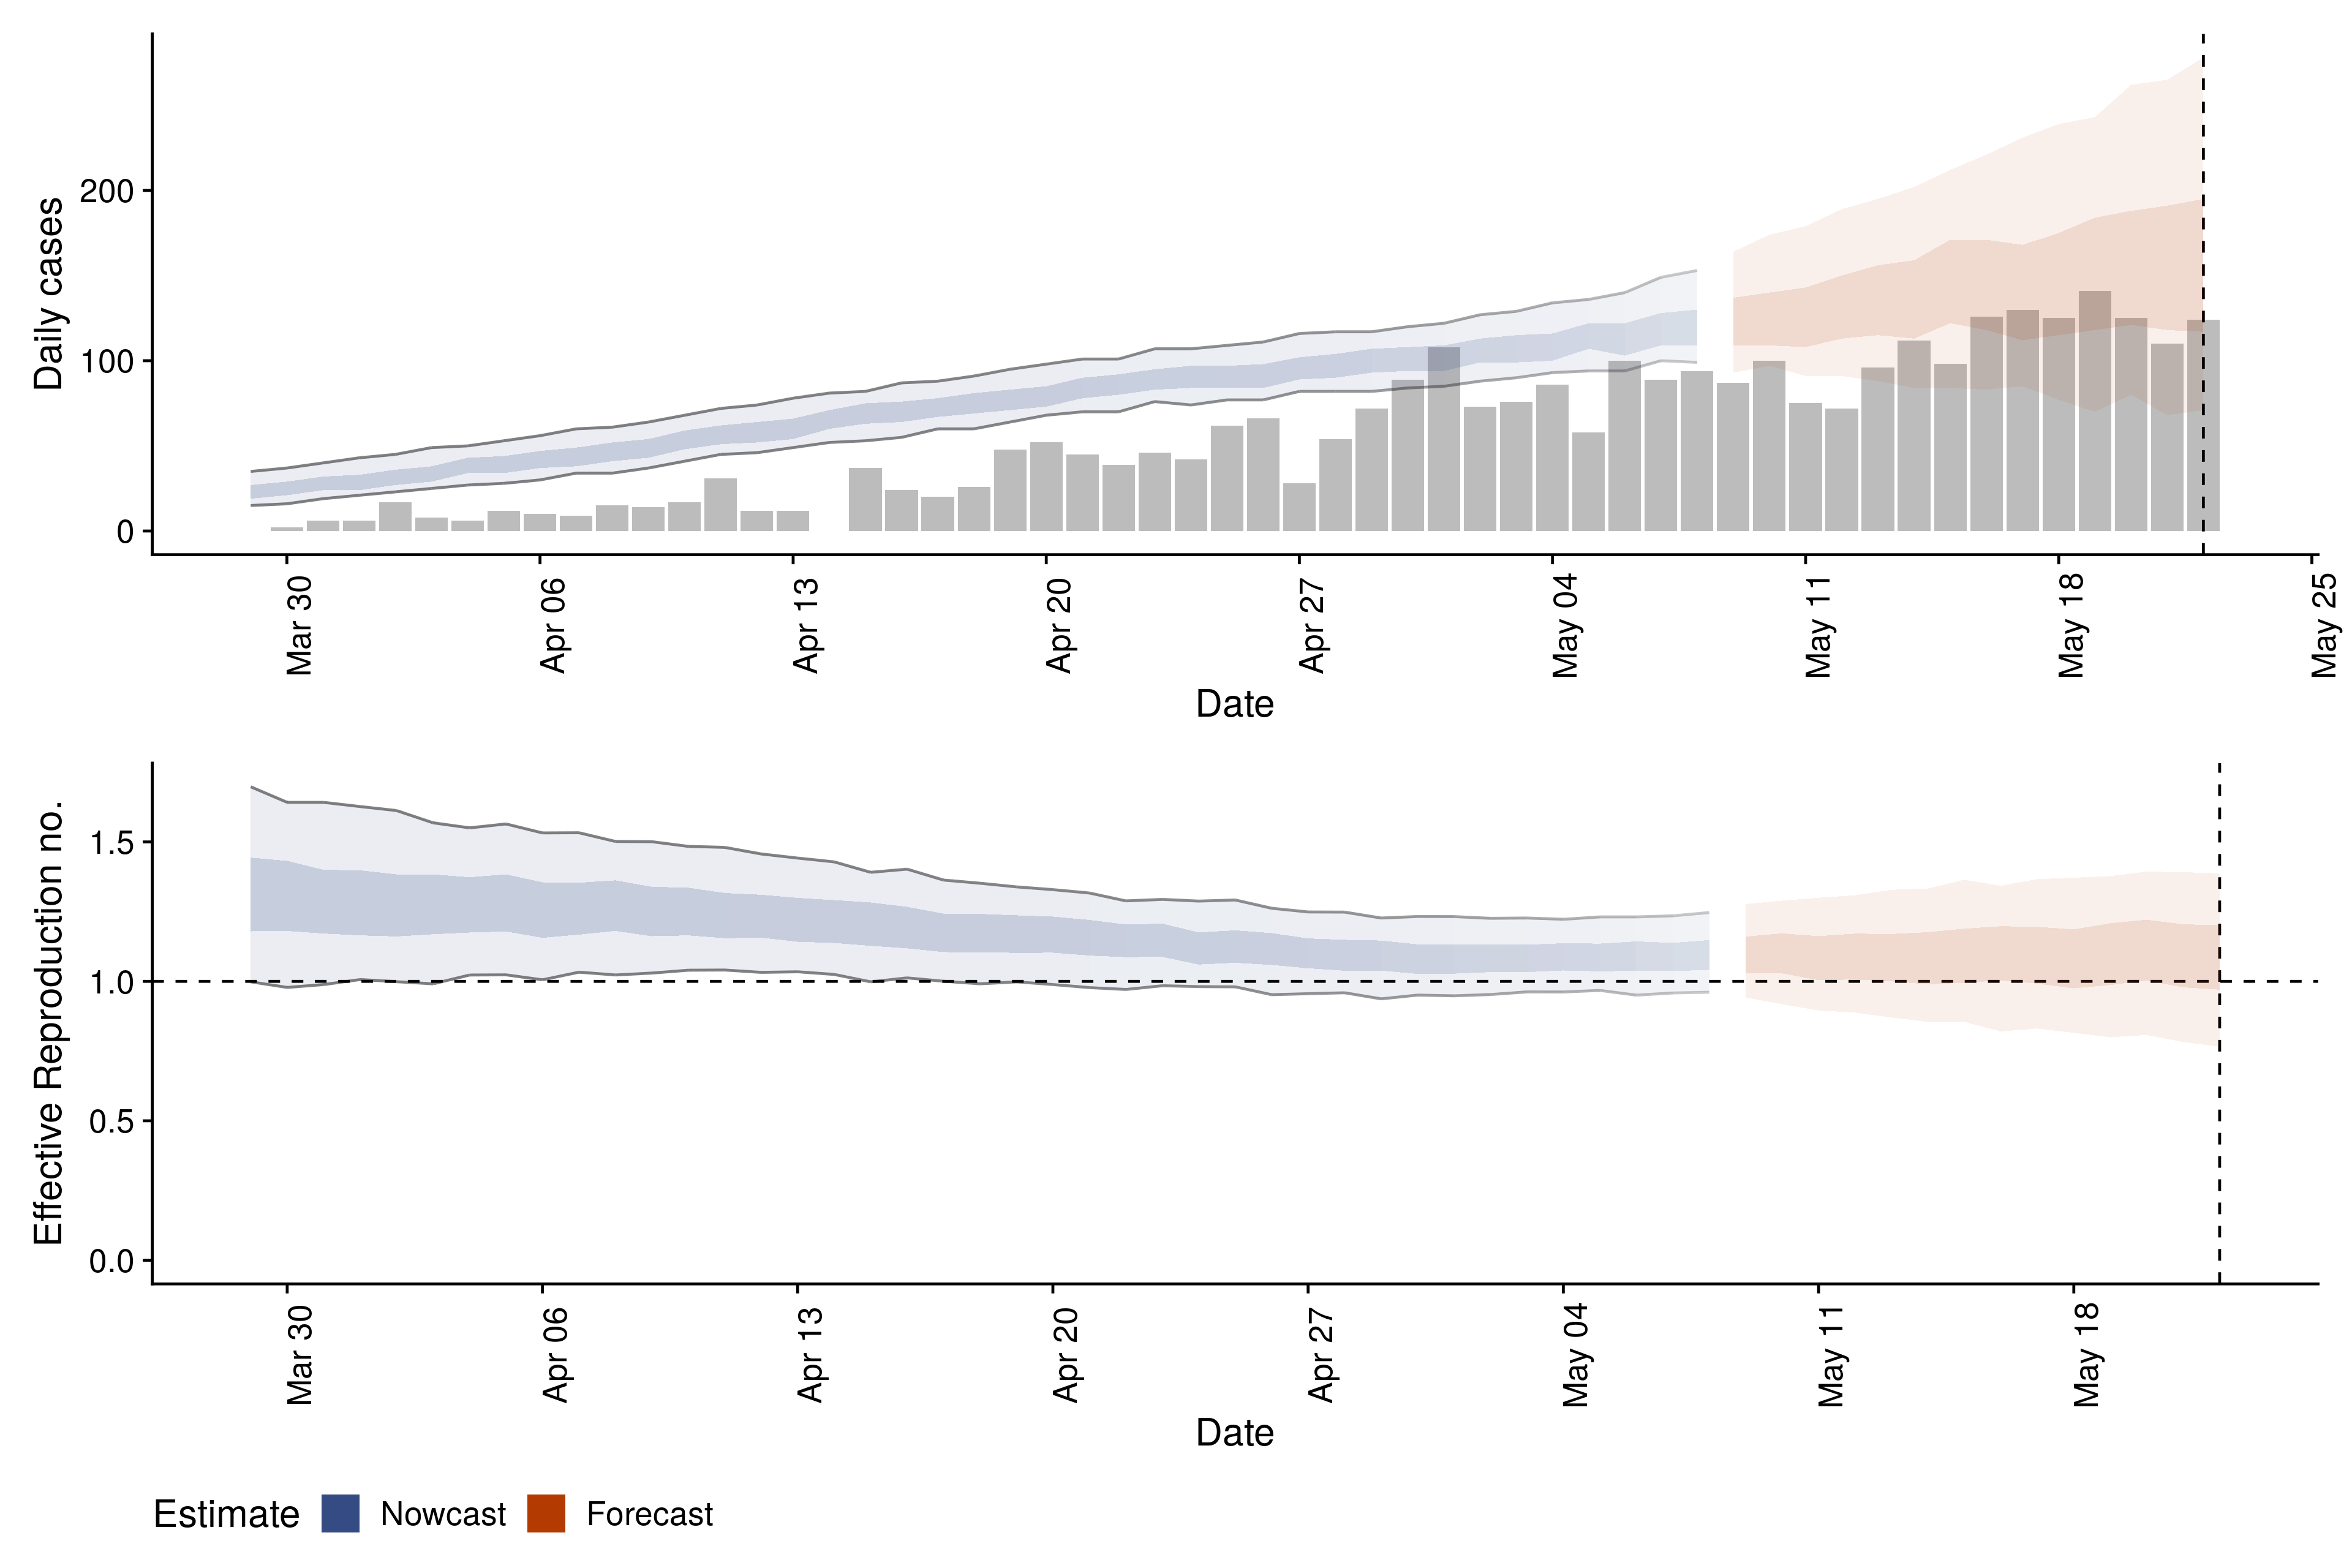 Daily cases
200
100
0
Mar 30
Apr 06
Apr 13
Apr 20
Apr 27
May 04
May 11
May 18
May 25
Date
Effective Reproduction no.
1.5
1.0
0.5
0.0
Mar 30
Apr 06
Apr 13
Apr 20
Apr 27
May 04
May 11
May 18
Date
Estimate Nowcast Forecast